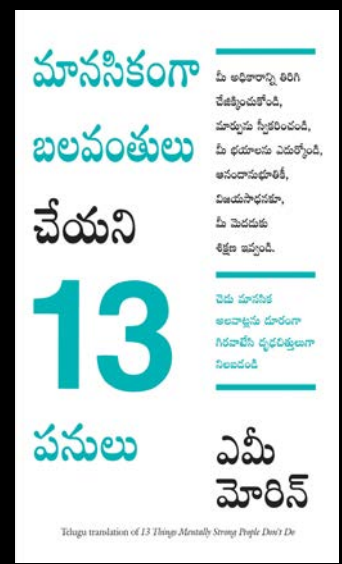 మానసికంగా
బలవంతులు
చేయని
13
పనులు
మీ అధికారాన్ని తిరిగి
చేజిక్కించుకోండి,
మార్పును స్వీకరించండి,
మీ భయాలను ఎదుర్కోండి,
ఆనందానుభూతికీ,
విజయసాధనకూ,
మీ మెదడుకు
శిక్షణ ఇవ్వండి.
చెడు మానసిక
అలవాట్లను దూరంగా
గిరవాటేసి దృఢచిత్తులుగా
నిలబడండి
ఎమీ
మోరిన్
Telugu translation of 13 Things Mentally Strong People Don't Do